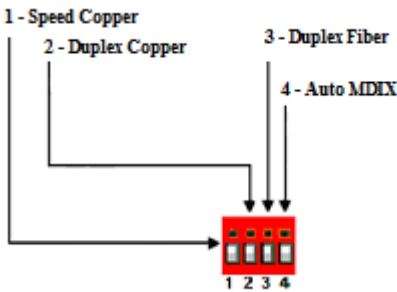 1 - Speed Copper
2 - Duplex Copper
3 - Duplex Fiber
4 - Auto MDIX
1 2 3 4